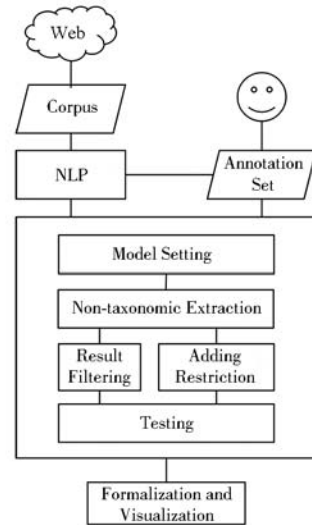 Web
Corpus
NLP
Annotation
Set
Model Setting
Non-taxonomic Extraction
Result
Filtering
Adding
Restriction
Testing
Formalization and
Visualization